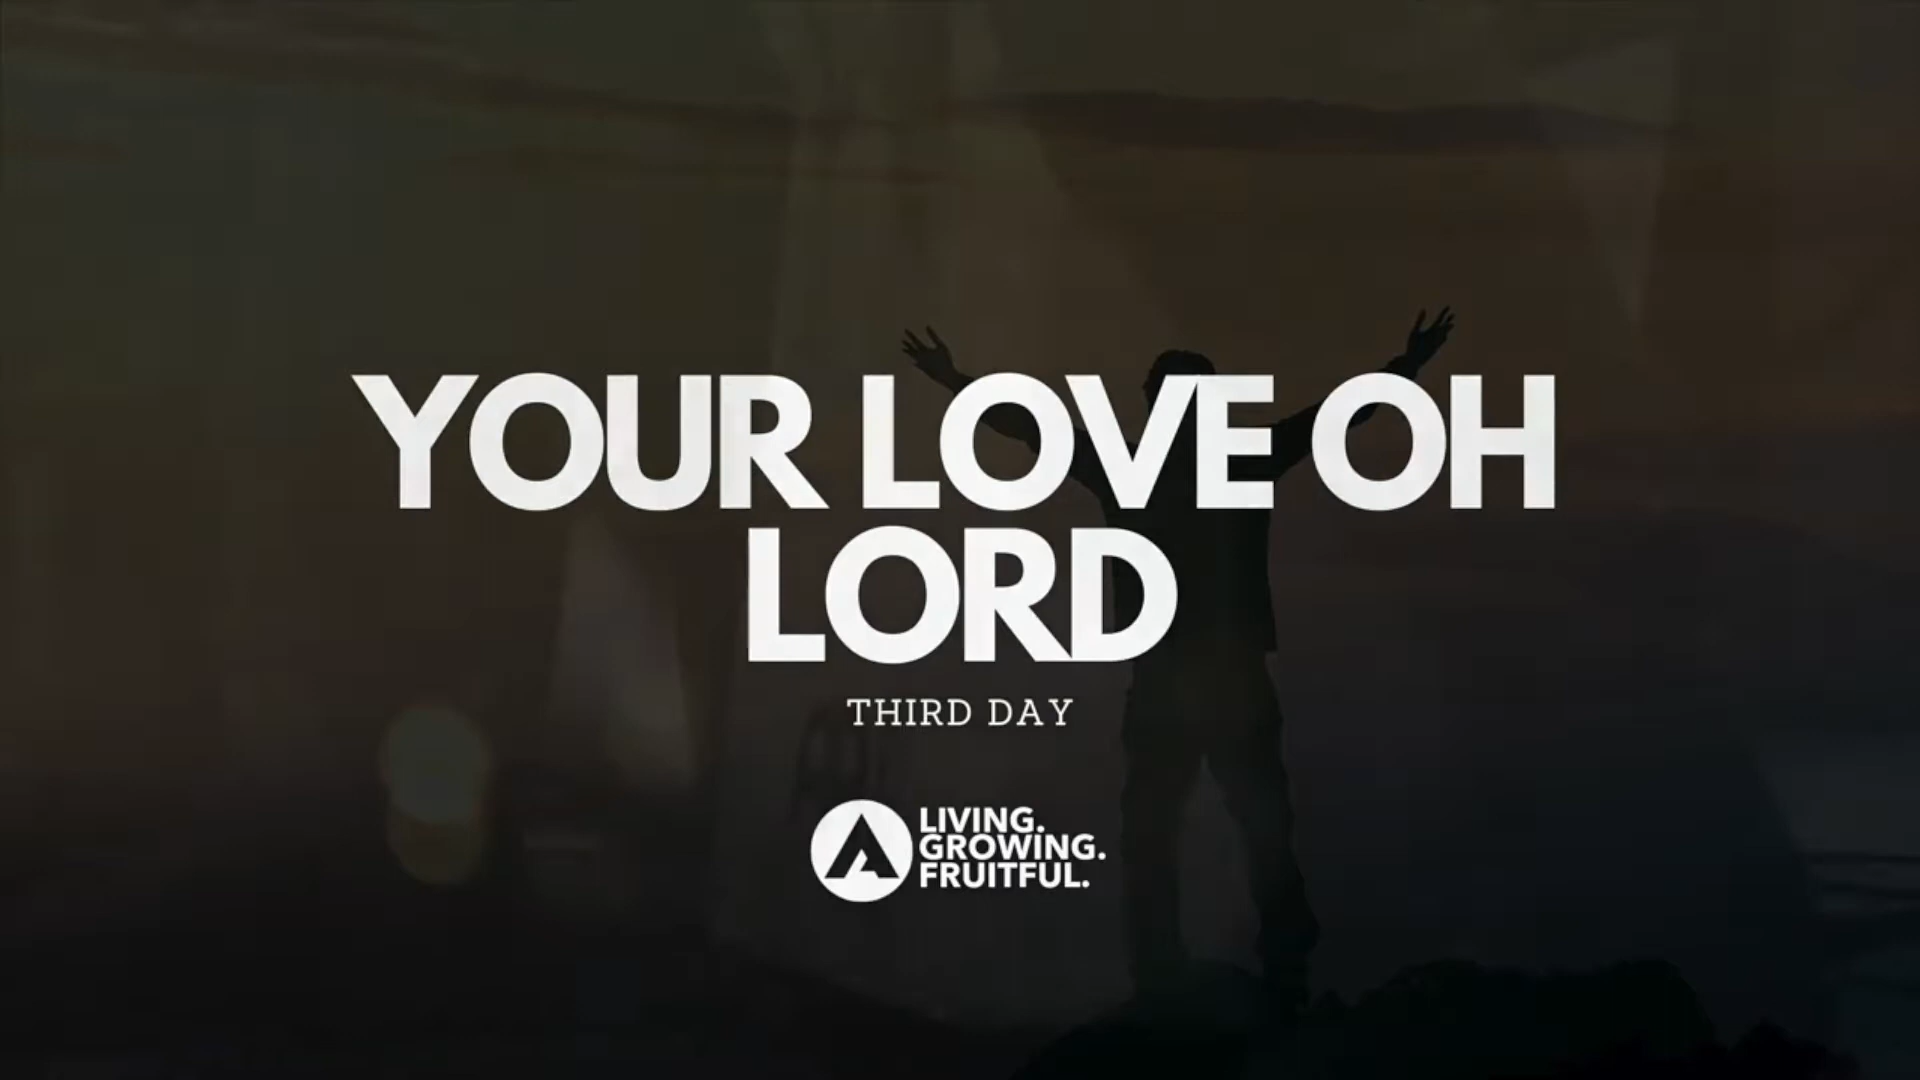 YOUR LOVE OH
LORD
THIRD DAY
LIVING.
GROWING.
FRUITFUL.